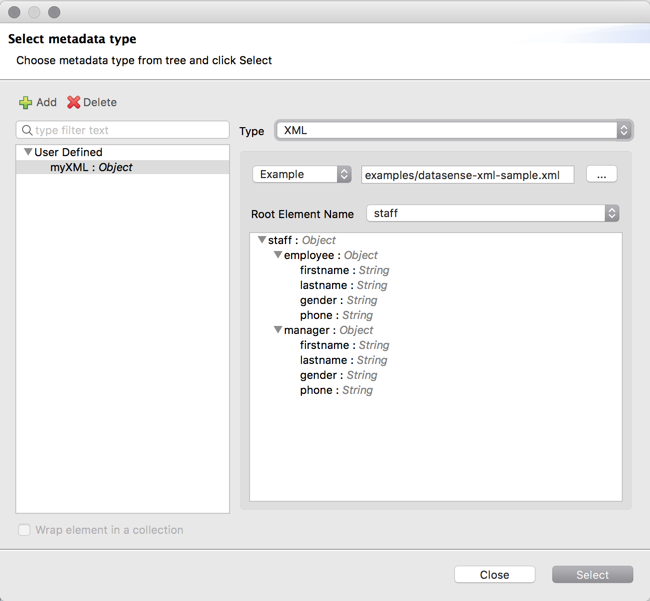 Select metadata type
Choose metadata type from tree and click Select
Add Delete
type filter text
User Defined
myXML : Object
Type XML
Example examples/datasense-xml-sample.xml ...
Root Element Name staff
staff : Object
employee : Object
firstname : String
lastname : String
gender : String
phone : String
manager : Object
firstname : String
lastname : String
gender : String
phone : String
Wrap element in a collection
Close Select